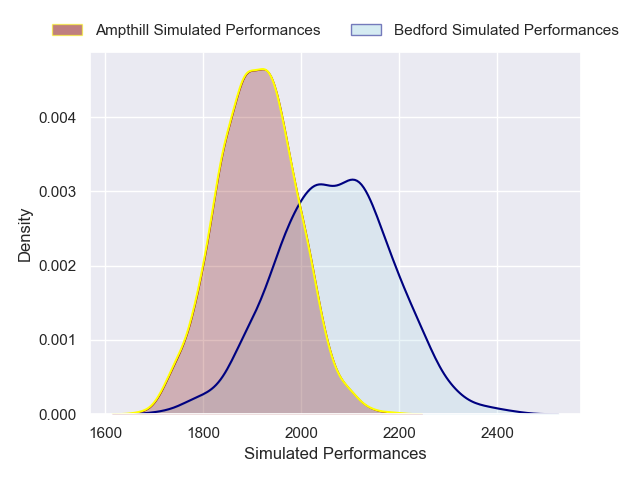 Ampthill Simulated Performances Bedford Simulated Performances
0.004
0.003
0.002
0.001
0.000
Density
1600 1800 2000 2200 2400
Simulated Performances